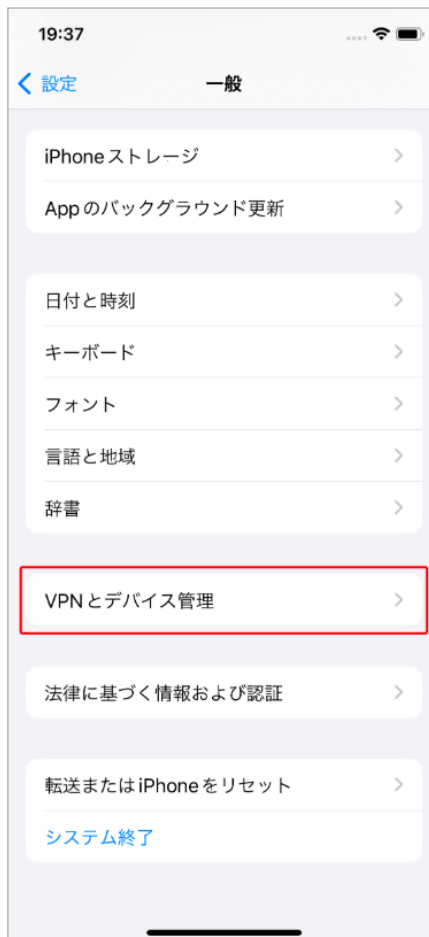 19:37
設定
一般
iPhoneストレージ
Appのバックグラウンド更新
日付と時刻
キーボード
フォント
言語と地域
辞書
VPNとデバイス管理
法律に基づく情報および認証
転送またはiPhoneをリセット
システム終了